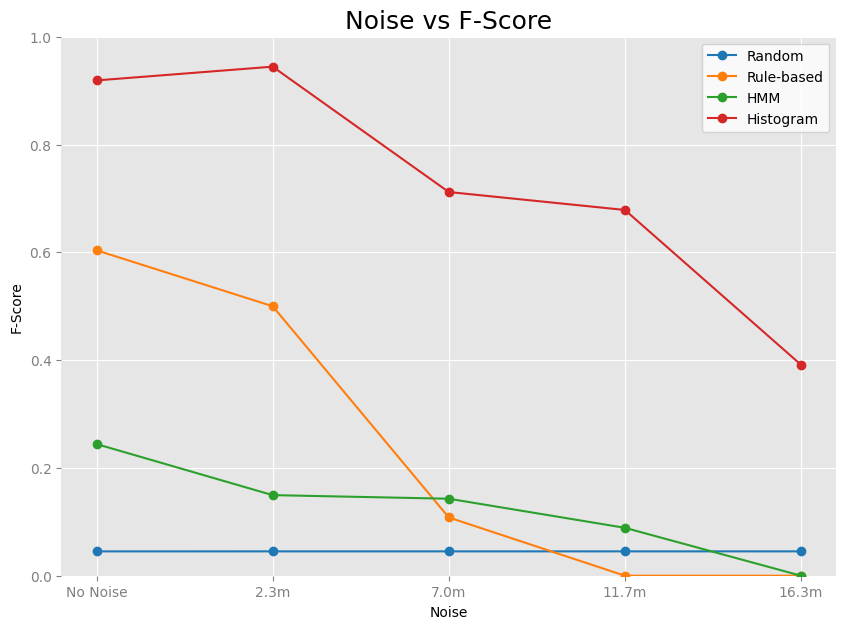 Noise vs F-Score
Random
Rule-based
HMM
Histogram
F-Score
1.0
0.8
0.6
0.4
0.2
0.0
No Noise 2.3m 7.0m 11.7m 16.3m
Noise